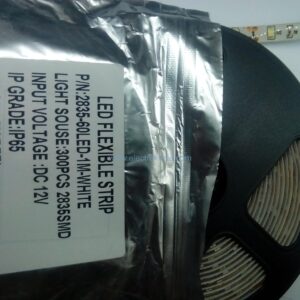 LED FLEXIBLE STRIP
P/N:2835-60LED-1M-WHITE
LIGHT SOUSE:300PCS 2835SMD
INPUT VOLTAGE :DC 12V
IP GRADE:IP65